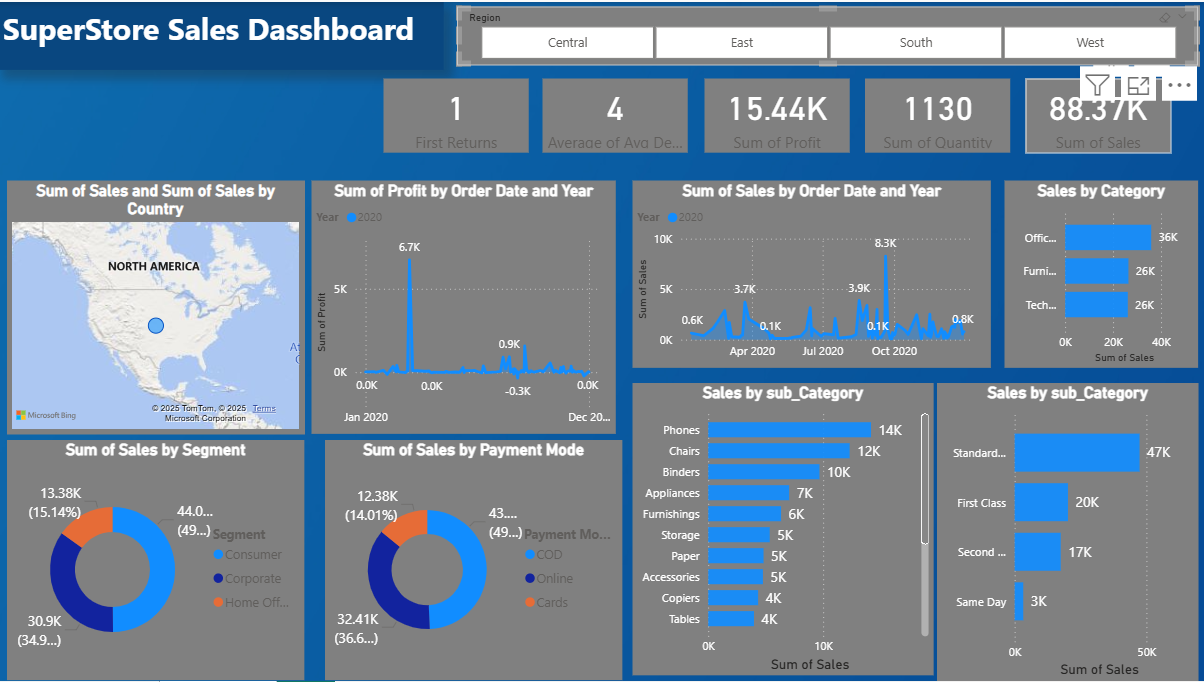 SuperStore Sales Dasshboard
Region
Central
East
South
West
1
First Returns
4
Average of Avg De...
15.44K
Sum of Profit
1130
Sum of Quantity
88.37K
Sum of Sales
Sum of Sales and Sum of Sales by
Country
NORTH AMERICA
Microsoft Bing
© 2025 TomTom, © 2025 Terms
Microsoft Corporation
Sum of Profit by Order Date and Year
Year 2020
Sum of Profit
5K
0K
6.7K
0.9K
0.0K
0.0K
-0.3K
0.0K
Jan 2020
Dec 20...
Sum of Sales by Order Date and Year
Year 2020
Sum of Sales
10K
5K
0K
0.6K
3.7K
0.1K
3.9K
8.3K
0.1K
0.8K
Apr 2020
Jul 2020
Oct 2020
Sales by Category
Offic...
36K
Furni...
26K
Tech...
26K
0K
20K
40K
Sum of Sales
Sum of Sales by Segment
13.38K
(15.14%)
44.0...
(49...)
30.9K
(34.9...)
Segment
Consumer
Corporate
Home Off...
Sum of Sales by Payment Mode
12.38K
(14.01%)
43....
(49...)
32.41K
(36.6...)
Payment Mo...
COD
Online
Cards
Sales by sub_Category
Phones
14K
Chairs
12K
Binders
10K
Appliances
7K
Furnishings
6K
Storage
5K
Paper
5K
Accessories
5K
Copiers
4K
Tables
4K
0K
10K
Sum of Sales
Sales by sub_Category
Standard...
47K
First Class
20K
Second ...
17K
Same Day
3K
0K
50K
Sum of Sales